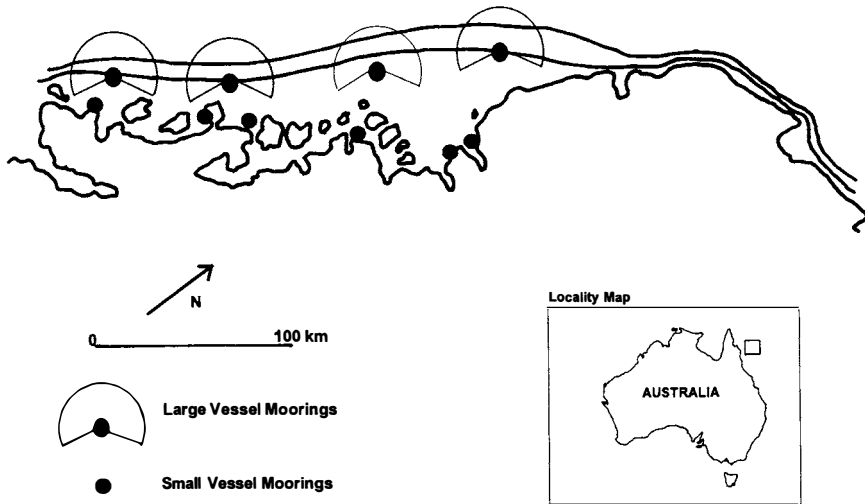 N
0 100 km
Large Vessel Moorings
Small Vessel Moorings
Locality Map
AUSTRALIA